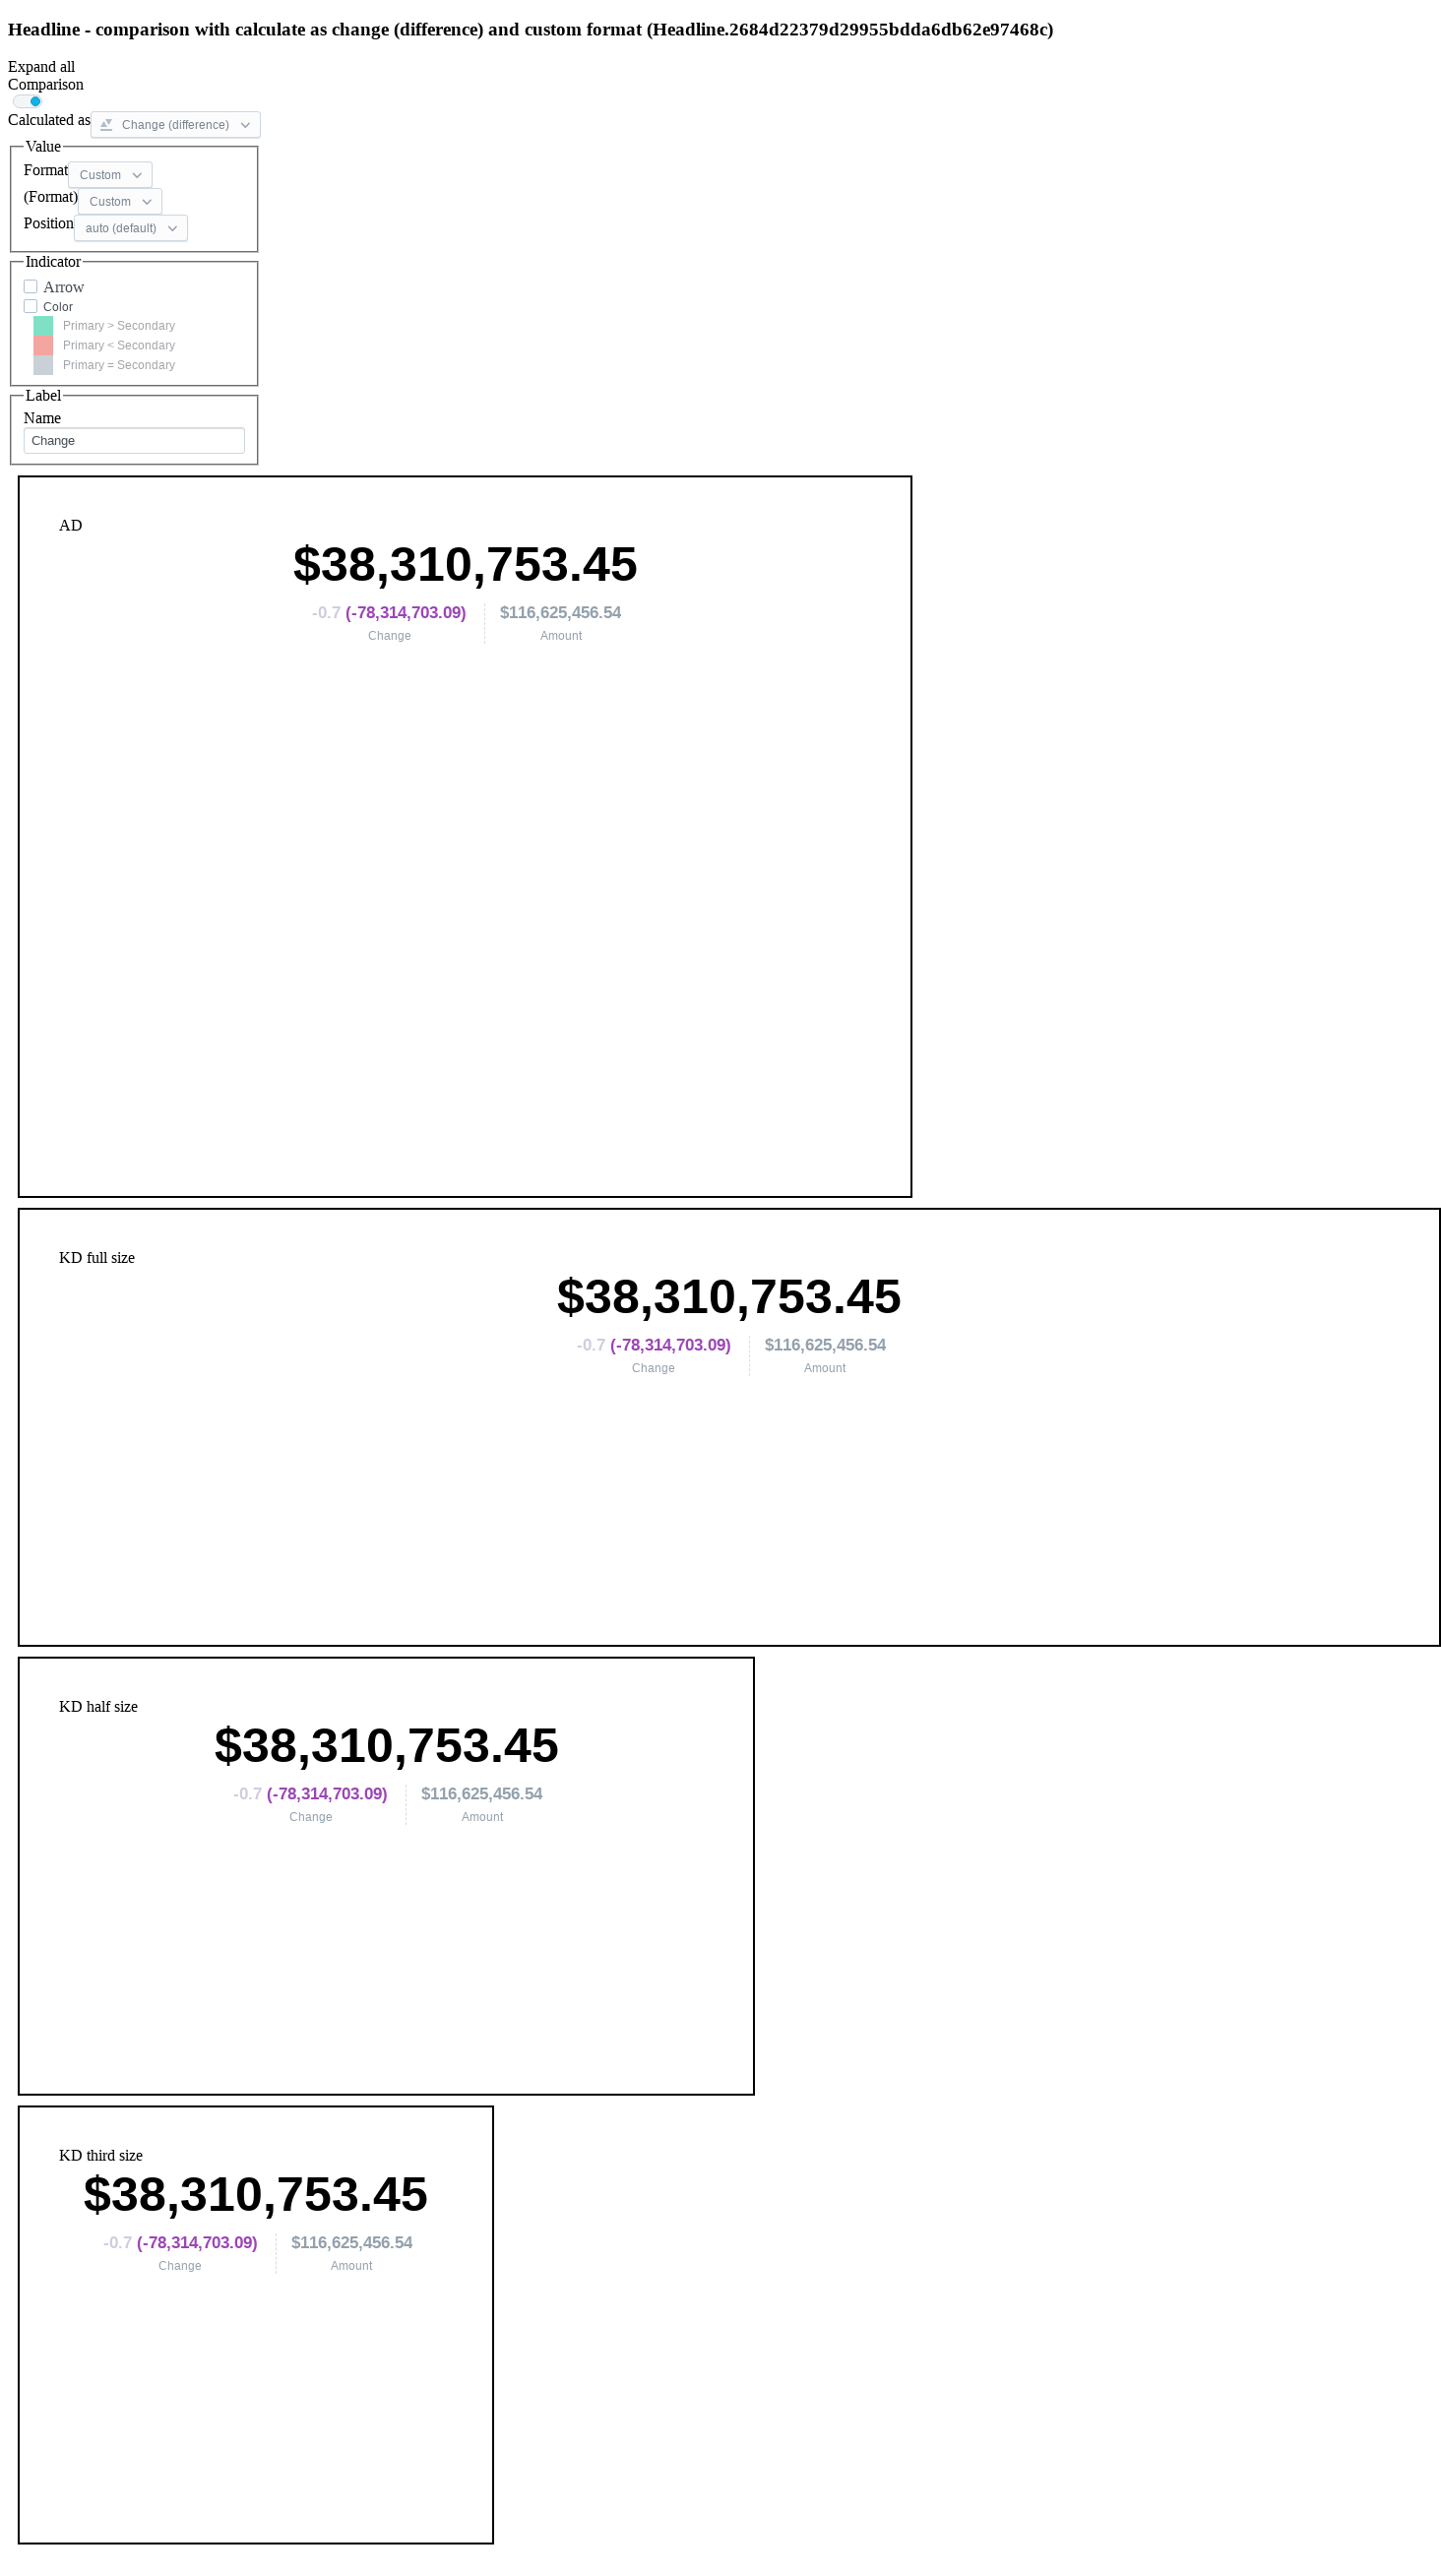 Headline - comparison with calculate as change (difference) and custom format (Headline.2684d22379d29955bdda6db62e97468c)
Expand all
Comparison
Calculated as Change (difference)
Value
Format Custom
(Format) Custom
Position auto (default)
Indicator
Arrow
Color
Primary > Secondary
Primary < Secondary
Primary = Secondary
Label
Name
Change
AD
$38,310,753.45
-0.7 (-78,314,703.09) $116,625,456.54
Change Amount
KD full size
$38,310,753.45
-0.7 (-78,314,703.09) $116,625,456.54
Change Amount
KD half size
$38,310,753.45
-0.7 (-78,314,703.09) $116,625,456.54
Change Amount
KD third size
$38,310,753.45
-0.7 (-78,314,703.09) $116,625,456.54
Change Amount